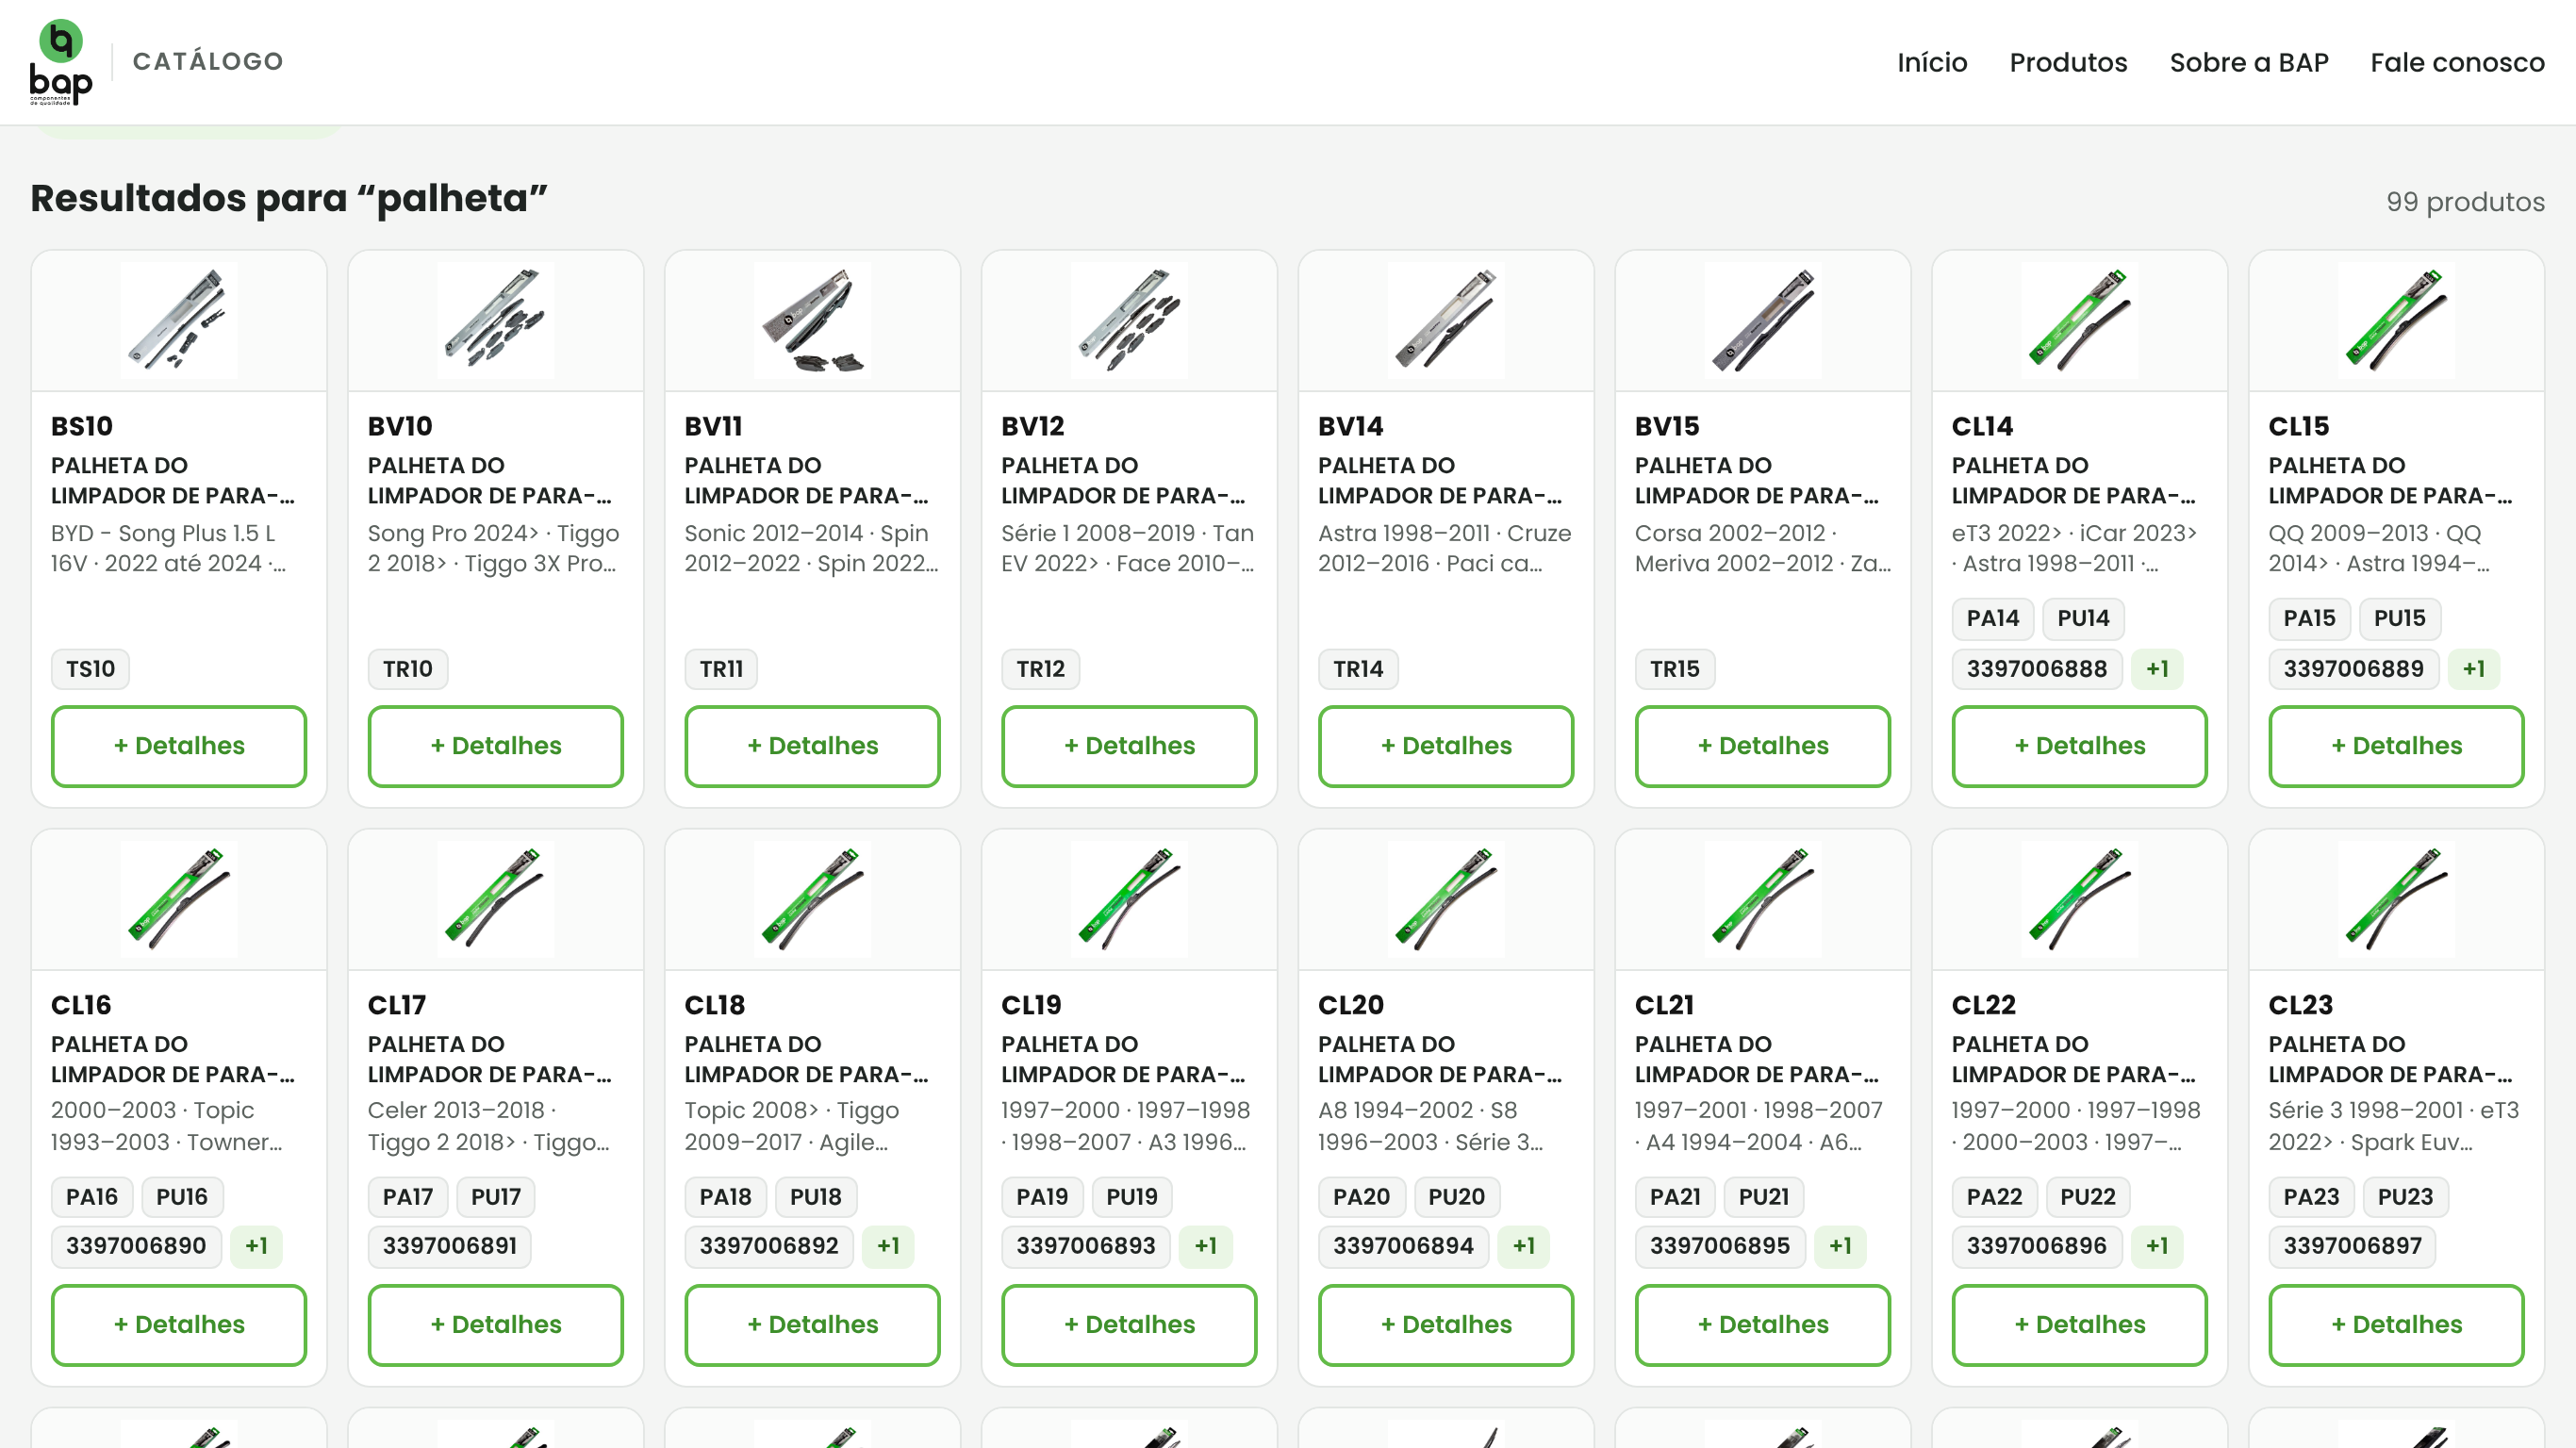 bap
componentes
de qualidade
CATÁLOGO
Início
Produtos
Sobre a BAP
Fale conosco
Resultados para “palheta”
99 produtos
BS10
PALHETA DO
LIMPADOR DE PARA-...
BYD - Song Plus 1.5 L
16V · 2022 até 2024 ·...
TS10
+ Detalhes
BV10
PALHETA DO
LIMPADOR DE PARA-...
Song Pro 2024> · Tiggo
2 2018> · Tiggo 3X Pro...
TR10
+ Detalhes
BV11
PALHETA DO
LIMPADOR DE PARA-...
Sonic 2012–2014 · Spin
2012–2022 · Spin 2022...
TR11
+ Detalhes
BV12
PALHETA DO
LIMPADOR DE PARA-...
Série 1 2008–2019 · Tan
EV 2022> · Face 2010–...
TR12
+ Detalhes
BV14
PALHETA DO
LIMPADOR DE PARA-...
Astra 1998–2011 · Cruze
2012–2016 · Paci ca...
TR14
+ Detalhes
BV15
PALHETA DO
LIMPADOR DE PARA-...
Corsa 2002–2012 ·
Meriva 2002–2012 · Za...
TR15
+ Detalhes
CL14
PALHETA DO
LIMPADOR DE PARA-...
eT3 2022> · iCar 2023>
· Astra 1998–2011 ·...
PA14 PU14
3397006888 +1
+ Detalhes
CL15
PALHETA DO
LIMPADOR DE PARA-...
QQ 2009–2013 · QQ
2014> · Astra 1994–...
PA15 PU15
3397006889 +1
+ Detalhes
CL16
PALHETA DO
LIMPADOR DE PARA-...
2000–2003 · Topic
1993–2003 · Towner...
PA16 PU16
3397006890 +1
+ Detalhes
CL17
PALHETA DO
LIMPADOR DE PARA-...
Celer 2013–2018 ·
Tiggo 2 2018> · Tiggo...
PA17 PU17
3397006891
+ Detalhes
CL18
PALHETA DO
LIMPADOR DE PARA-...
Topic 2008> · Tiggo
2009–2017 · Agile...
PA18 PU18
3397006892 +1
+ Detalhes
CL19
PALHETA DO
LIMPADOR DE PARA-...
1997–2000 · 1997–1998
· 1998–2007 · A3 1996...
PA19 PU19
3397006893 +1
+ Detalhes
CL20
PALHETA DO
LIMPADOR DE PARA-...
A8 1994–2002 · S8
1996–2003 · Série 3...
PA20 PU20
3397006894 +1
+ Detalhes
CL21
PALHETA DO
LIMPADOR DE PARA-...
1997–2001 · 1998–2007
· A4 1994–2004 · A6...
PA21 PU21
3397006895 +1
+ Detalhes
CL22
PALHETA DO
LIMPADOR DE PARA-...
1997–2000 · 1997–1998
· 2000–2003 · 1997–...
PA22 PU22
3397006896 +1
+ Detalhes
CL23
PALHETA DO
LIMPADOR DE PARA-...
Série 3 1998–2001 · eT3
2022> · Spark Euv...
PA23 PU23
3397006897
+ Detalhes